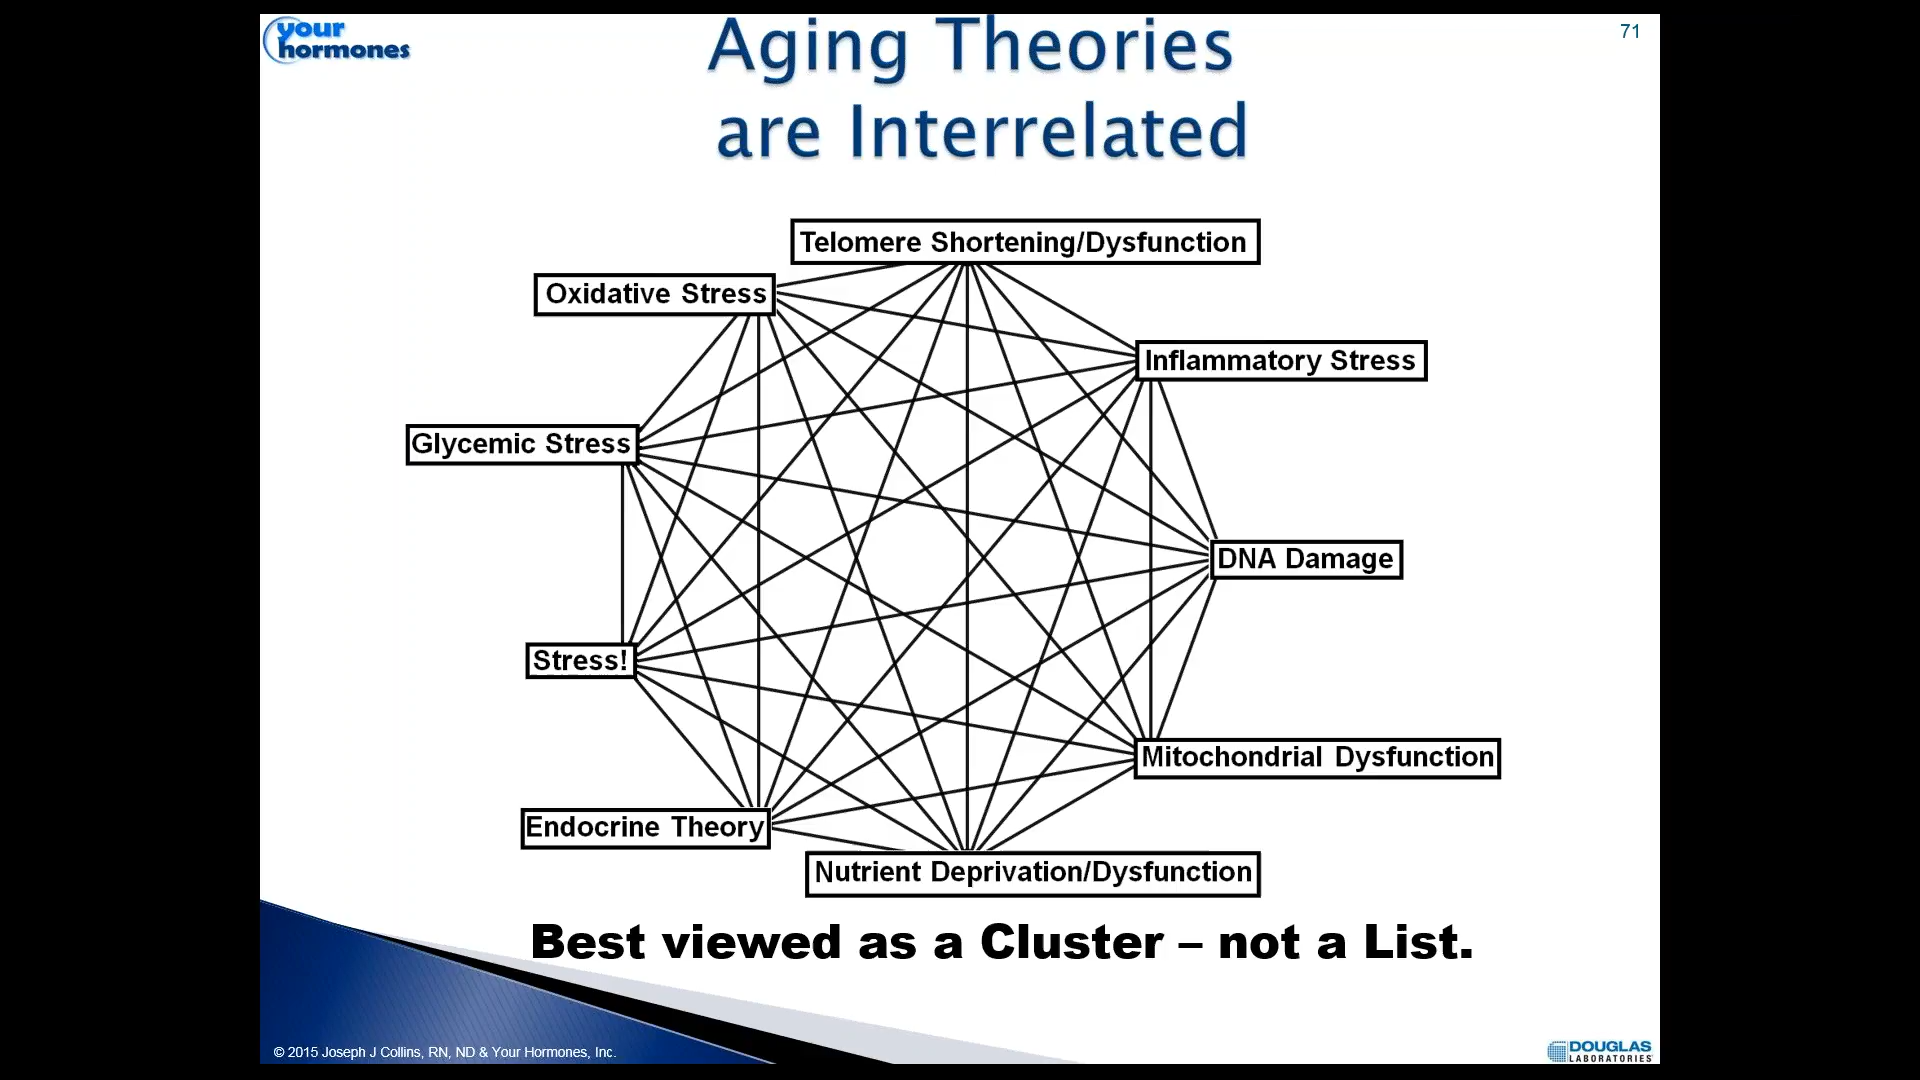 your
hormones
71
Aging Theories
are Interrelated
Telomere Shortening/Dysfunction
Oxidative Stress
Inflammatory Stress
Glycemic Stress
DNA Damage
Stress!
Mitochondrial Dysfunction
Endocrine Theory
Nutrient Deprivation/Dysfunction
Best viewed as a Cluster – not a List.
© 2015 Joseph J Collins, RN, ND & Your Hormones, Inc.
DOUGLAS
LABORATORIES